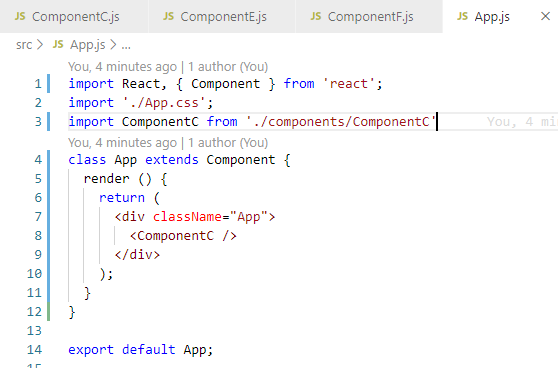 JS ComponentC.js JS ComponentE.js JS ComponentF.js JS App.js ×
src > JS App.js > ...
You, 4 minutes ago | 1 author (You)
1 import React, { Component } from 'react';
2 import './App.css';
3 import ComponentC from './components/ComponentC' You, 4 mi
You, 4 minutes ago | 1 author (You)
4 class App extends Component {
5 render () {
6 return (
7 <div className="App">
8 <ComponentC />
9 </div>
10 );
11 }
12 }
13
14 export default App;
15